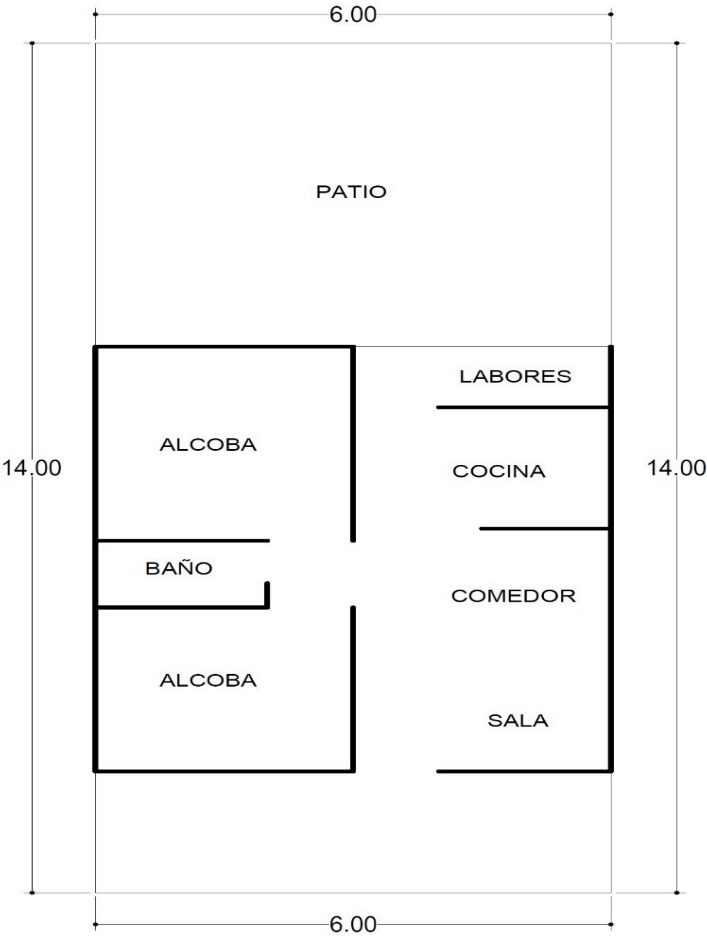 6.00
PATIO
LABORES
ALCOBA
COCINA
14.00
14.00
BAÑO
COMEDOR
ALCOBA
SALA
6.00